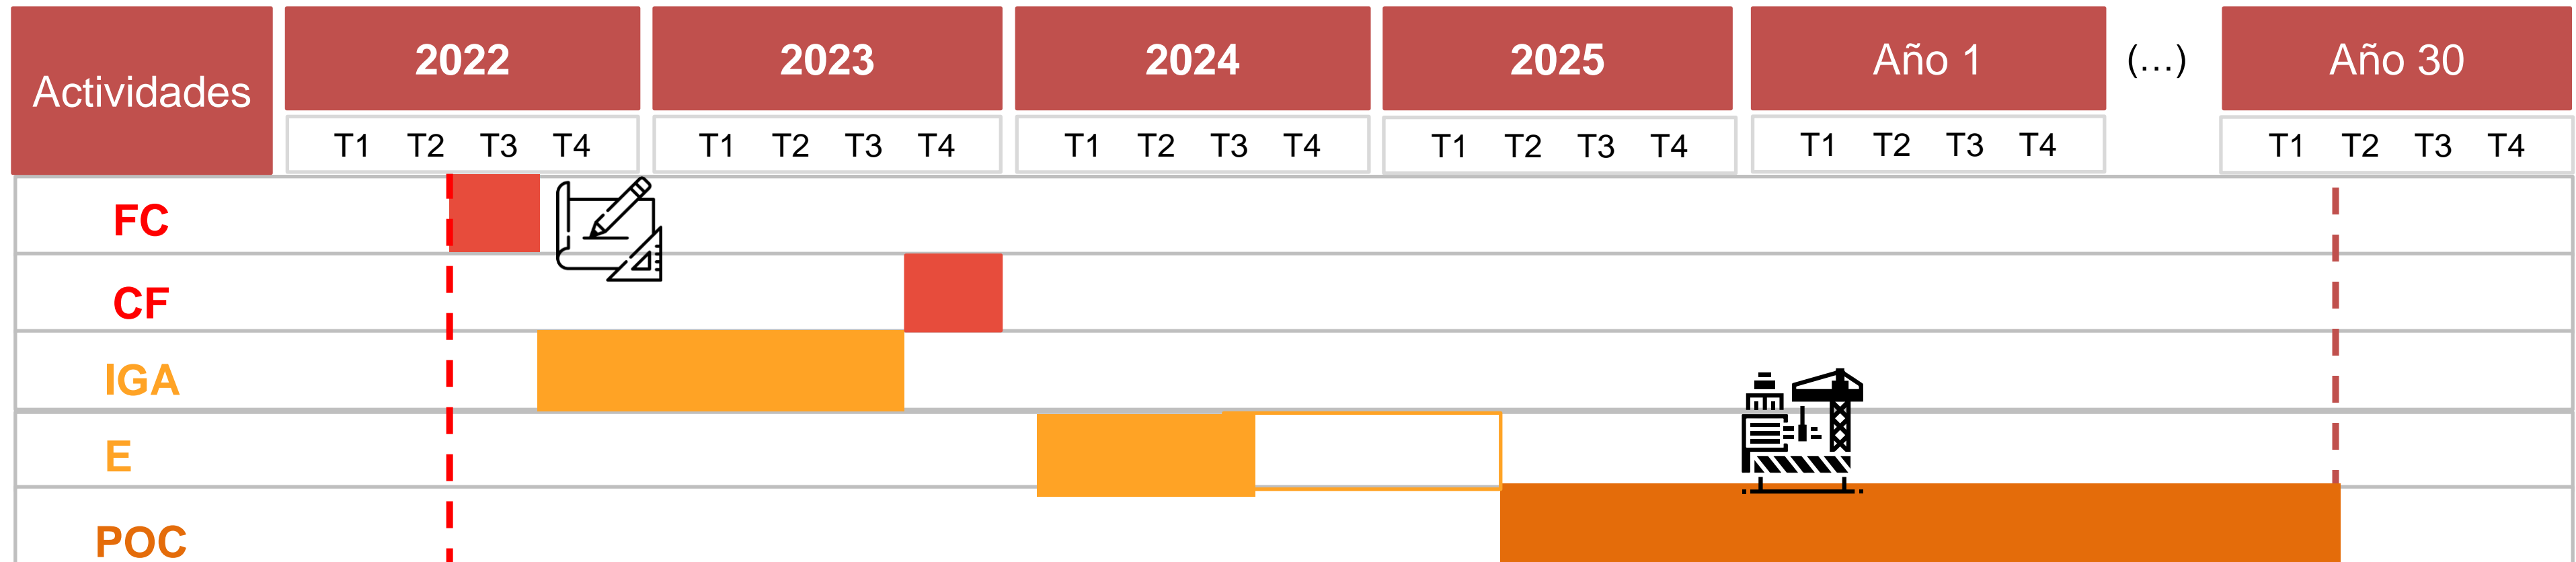 Actividades 2022 2023 2024 2025 Año 1 (...) Año 30
T1 T2 T3 T4 T1 T2 T3 T4 T1 T2 T3 T4 T1 T2 T3 T4 T1 T2 T3 T4 T1 T2 T3 T4
FC
CF
IGA
E
POC